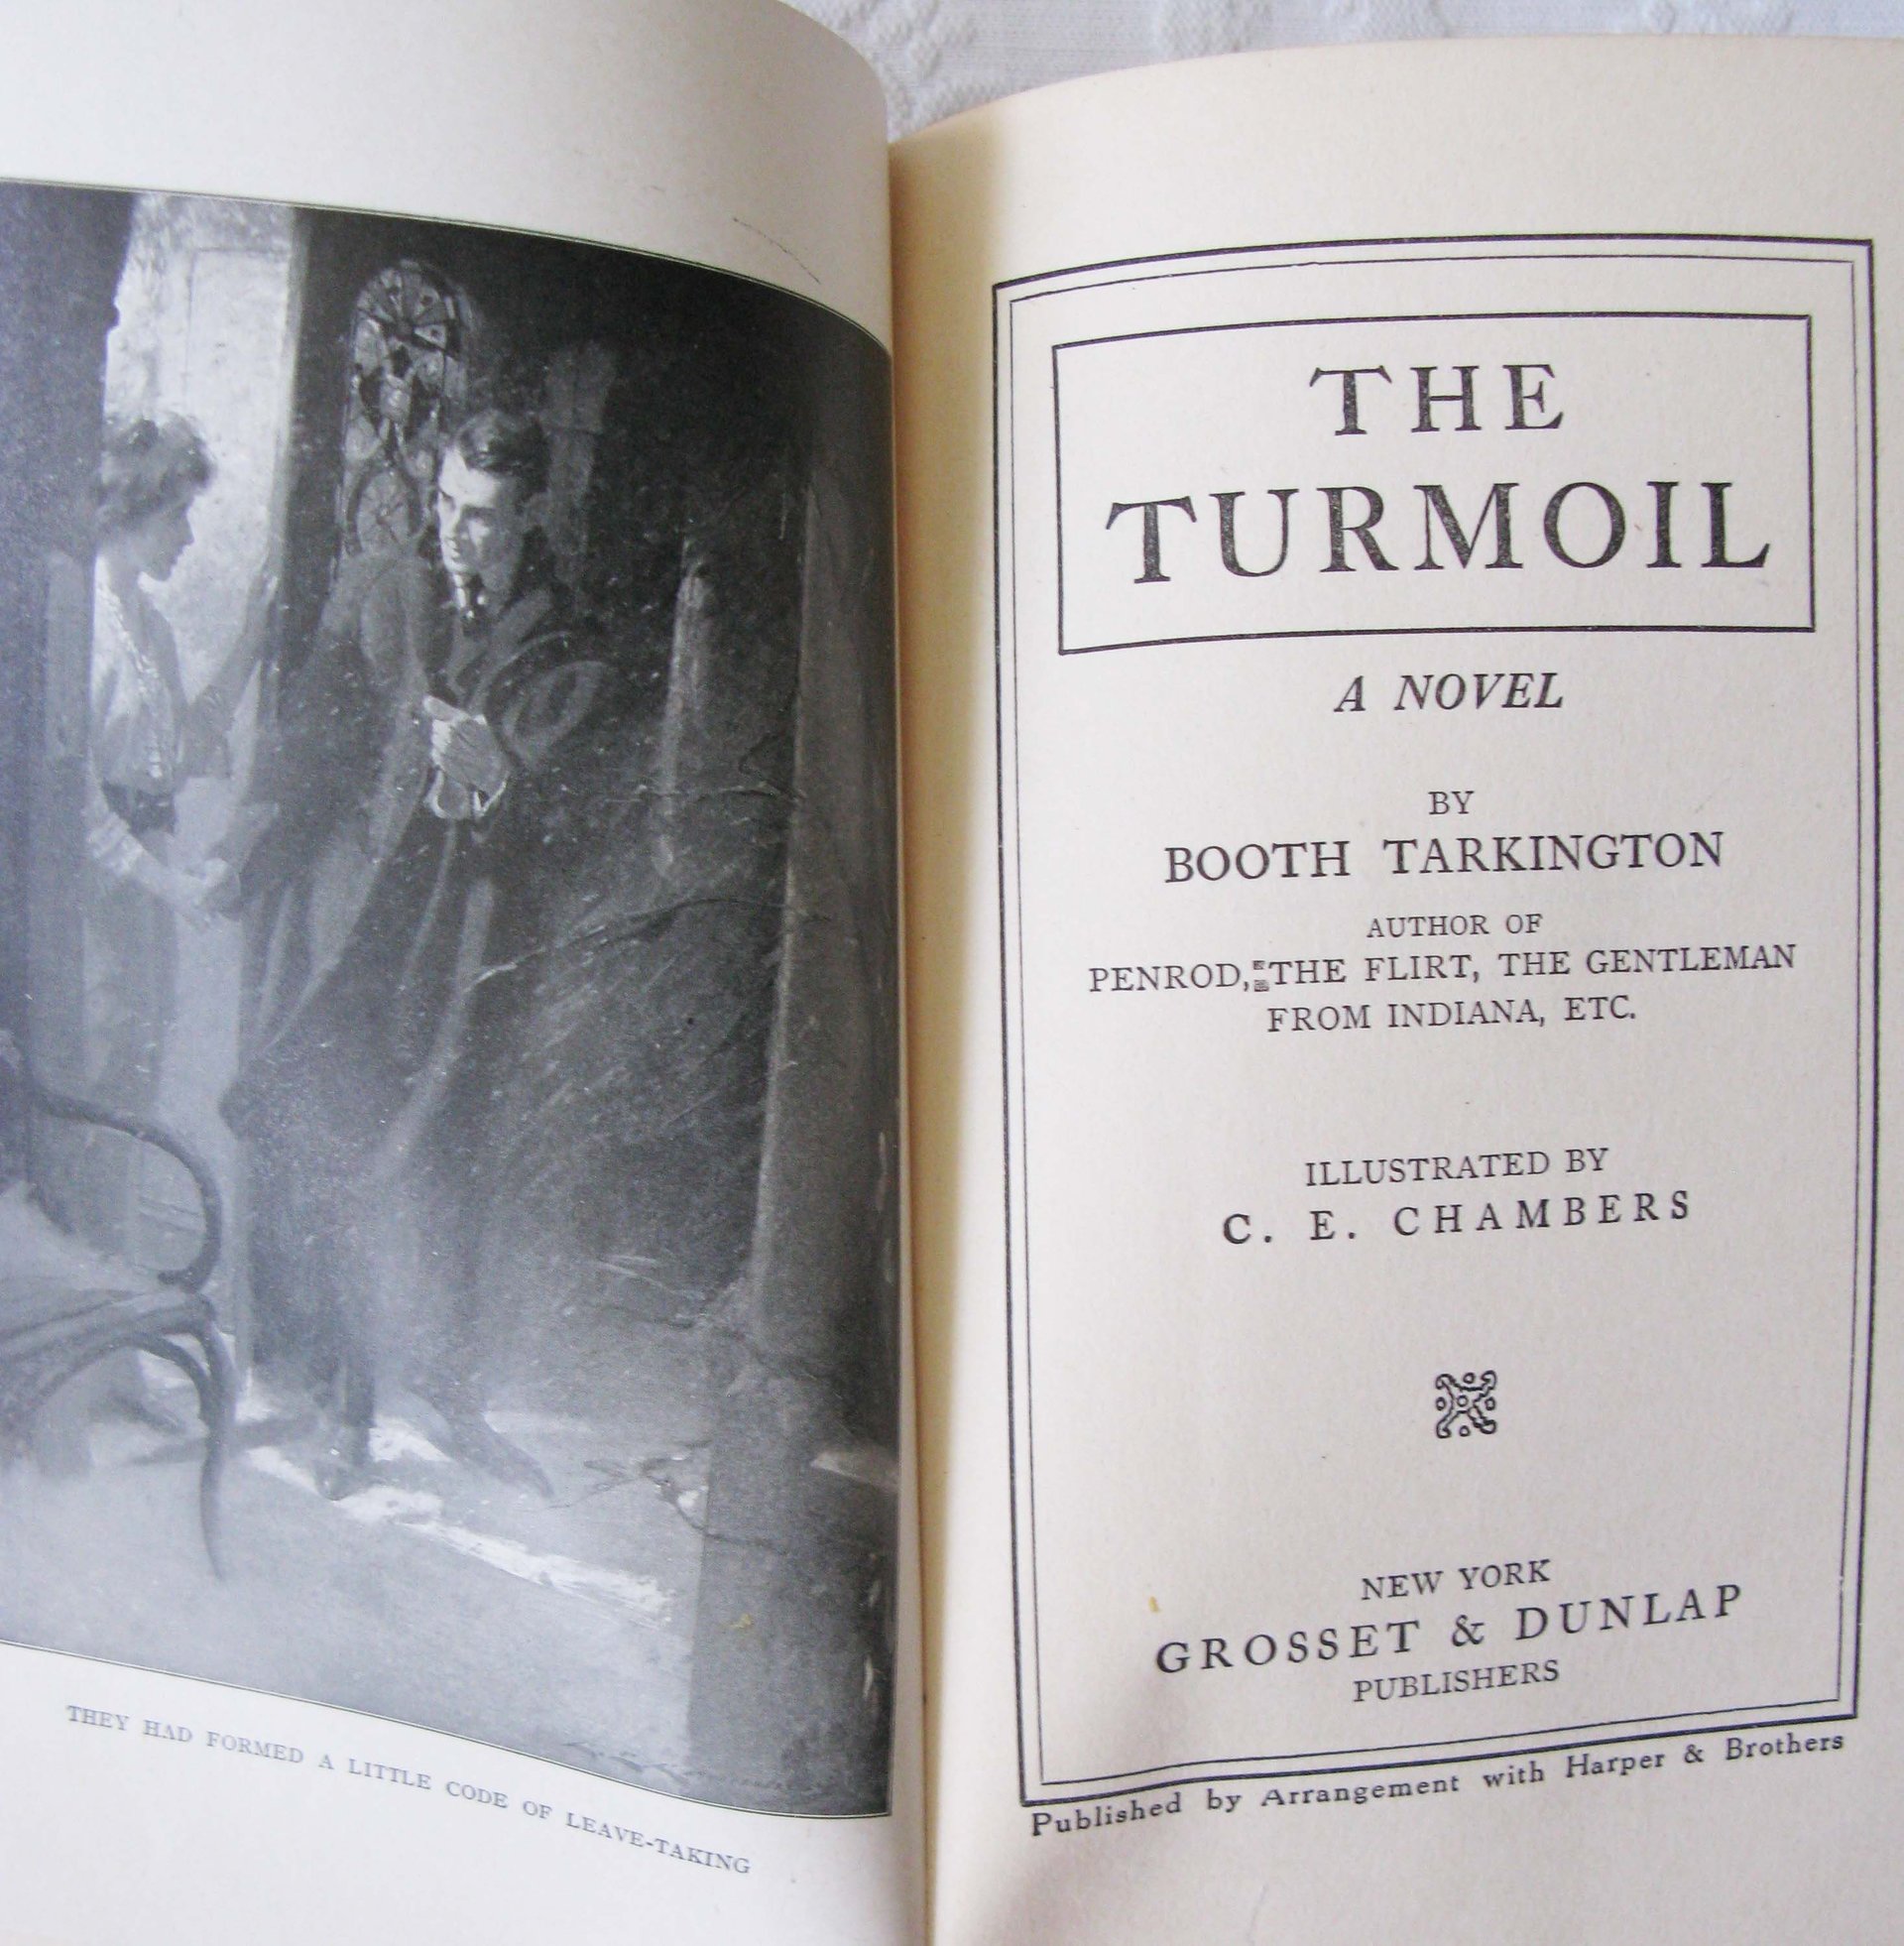 THEY HAD FORMED A LITTLE CODE OF LEAVE-TAKING
THE
TURMOIL
A NOVEL
BY
BOOTH TARKINGTON
AUTHOR OF
PENROD, THE FLIRT, THE GENTLEMAN
FROM INDIANA, ETC.
ILLUSTRATED BY
C. E. CHAMBERS
NEW YORK
GROSSET & DUNLAP
PUBLISHERS
Published by Arrangement with Harper & Brothers